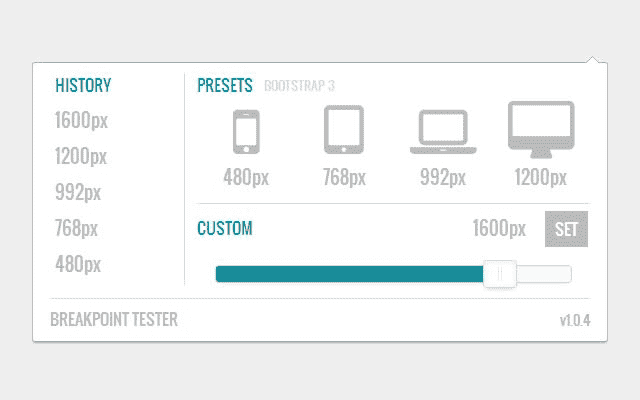 HISTORY
1600px
1200px
992px
768px
480px
PRESETS BOOTSTRAP 3
480px 768px 992px 1200px
CUSTOM 1600px SET
BREAKPOINT TESTER v1.0.4